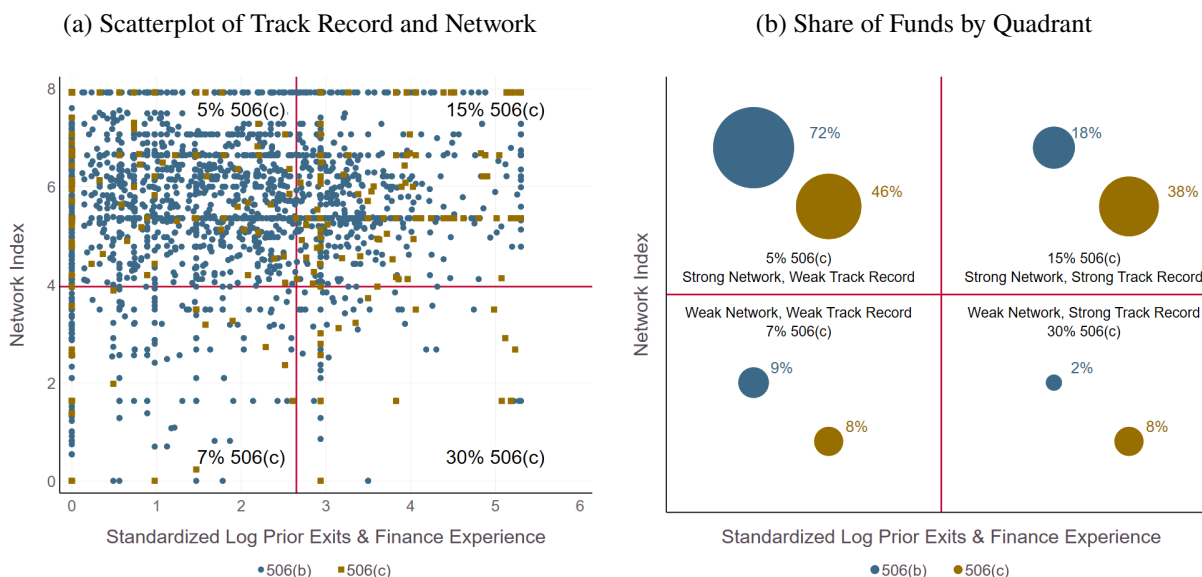 (a) Scatterplot of Track Record and Network
8
5% 506(c)
15% 506(c)
6
4
2
7% 506(c)
30% 506(c)
0
0 1 2 3 4 5 6
Network Index
Standardized Log Prior Exits & Finance Experience
506(b) 506(c)
(b) Share of Funds by Quadrant
72%
46%
5% 506(c)
Strong Network, Weak Track Record
18%
38%
15% 506(c)
Strong Network, Strong Track Record
Weak Network, Weak Track Record
7% 506(c)
9%
8%
Weak Network, Strong Track Record
30% 506(c)
2%
8%
Network Index
Standardized Log Prior Exits & Finance Experience
506(b) 506(c)